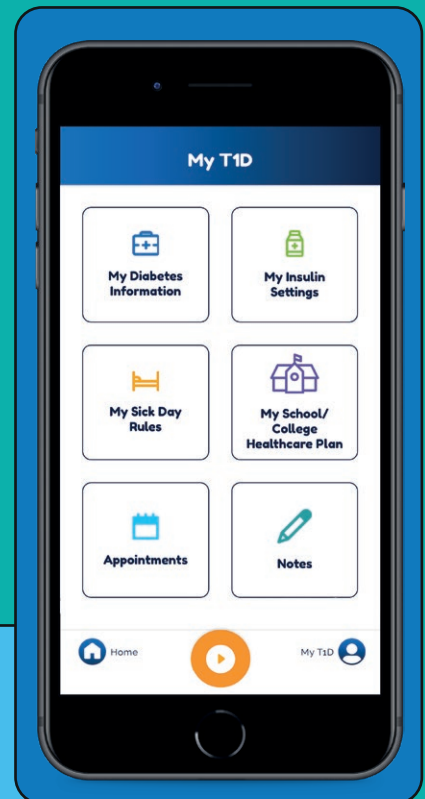 My T1D
My Diabetes
Information
My Insulin
Settings
My Sick Day
Rules
My School/
College
Healthcare Plan
Appointments
Notes
Home
My T1D